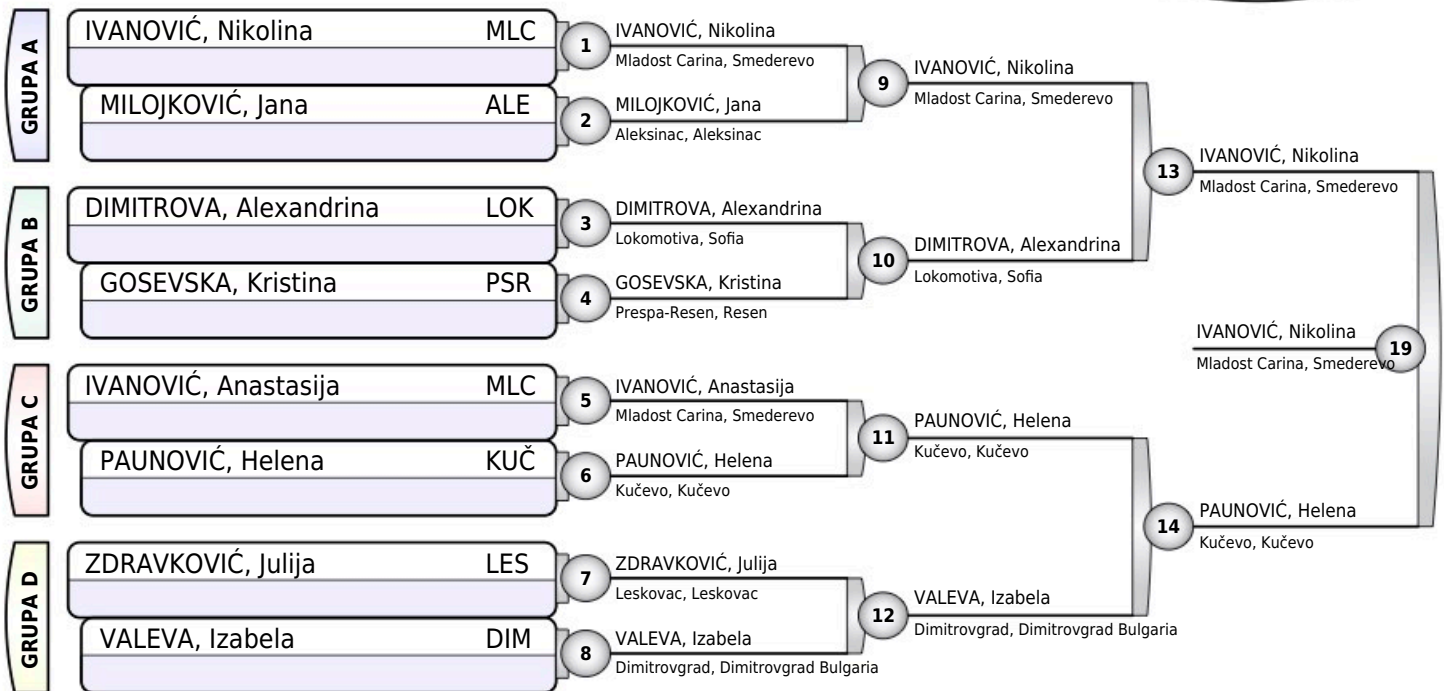 GRUPA A
IVANOVIĆ, Nikolina MLC
MILOJKOVIĆ, Jana ALE
GRUPA B
DIMITROVA, Alexandrina LOK
GOSEVSKA, Kristina PSR
GRUPA C
IVANOVIĆ, Anastasija MLC
PAUNOVIĆ, Helena KUČ
GRUPA D
ZDRAVKOVIĆ, Julija LES
VALEVA, Izabela DIM
1
IVANOVIĆ, Nikolina
Mladost Carina, Smederevo
2
MILOJKOVIĆ, Jana
Aleksinac, Aleksinac
3
DIMITROVA, Alexandrina
Lokomotiva, Sofia
4
GOSEVSKA, Kristina
Prespa-Resen, Resen
5
IVANOVIĆ, Anastasija
Mladost Carina, Smederevo
6
PAUNOVIĆ, Helena
Kučevo, Kučevo
7
ZDRAVKOVIĆ, Julija
Leskovac, Leskovac
8
VALEVA, Izabela
Dimitrovgrad, Dimitrovgrad Bulgaria
9
IVANOVIĆ, Nikolina
Mladost Carina, Smederevo
10
DIMITROVA, Alexandrina
Lokomotiva, Sofia
11
PAUNOVIĆ, Helena
Kučevo, Kučevo
12
VALEVA, Izabela
Dimitrovgrad, Dimitrovgrad Bulgaria
13
IVANOVIĆ, Nikolina
Mladost Carina, Smederevo
14
PAUNOVIĆ, Helena
Kučevo, Kučevo
IVANOVIĆ, Nikolina
Mladost Carina, Smederevo
19